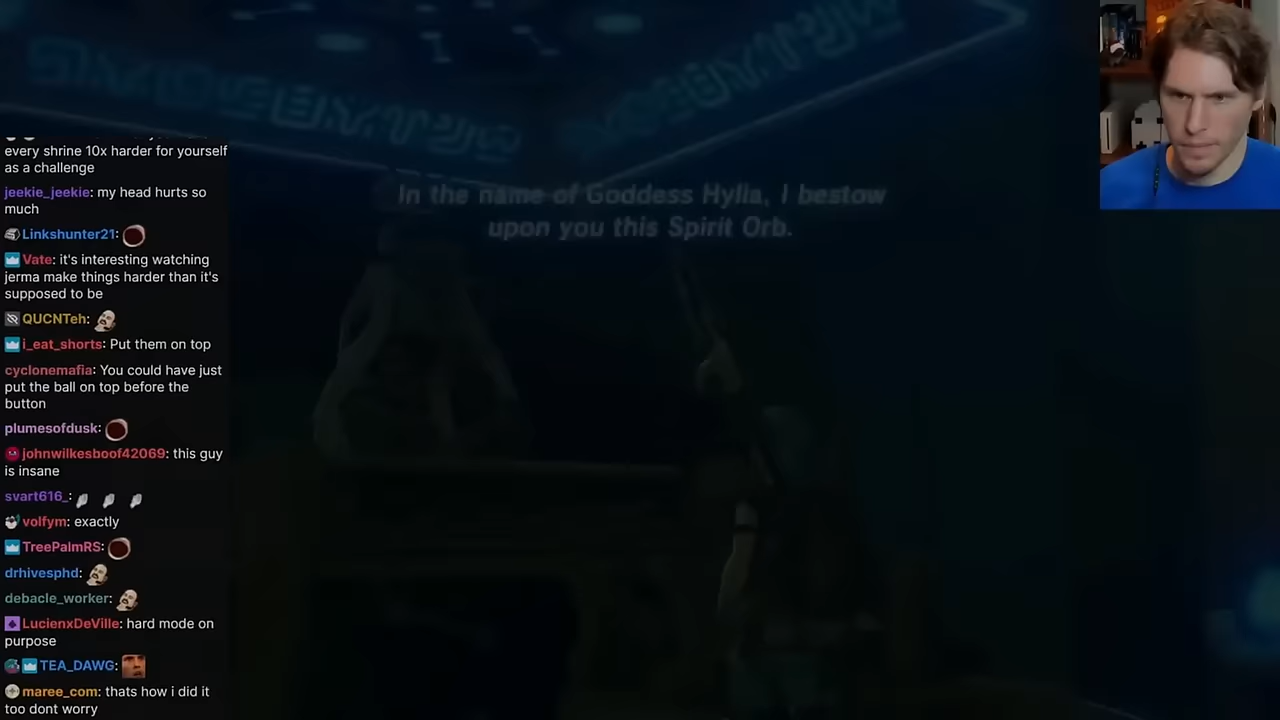 In the name of Goddess Hylia, I bestow
upon you this Spirit Orb.
every shrine 10x harder for yourself
as a challenge
jeekie_jeekie: my head hurts so
much
Linkshunter21:
Vate: it's interesting watching
jerma make things harder than it's
supposed to be
QUCNTeh:
i_eat_shorts: Put them on top
cyclonemafia: You could have just
put the ball on top before the
button
plumesofdusk:
johnwilkesboof42069: this guy
is insane
svart616_:
volfym: exactly
TreePalmRS:
drhivesphd:
debacle_worker:
LucienxDeVille: hard mode on
purpose
TEA_DAWG:
maree_com: thats how i did it
too dont worry